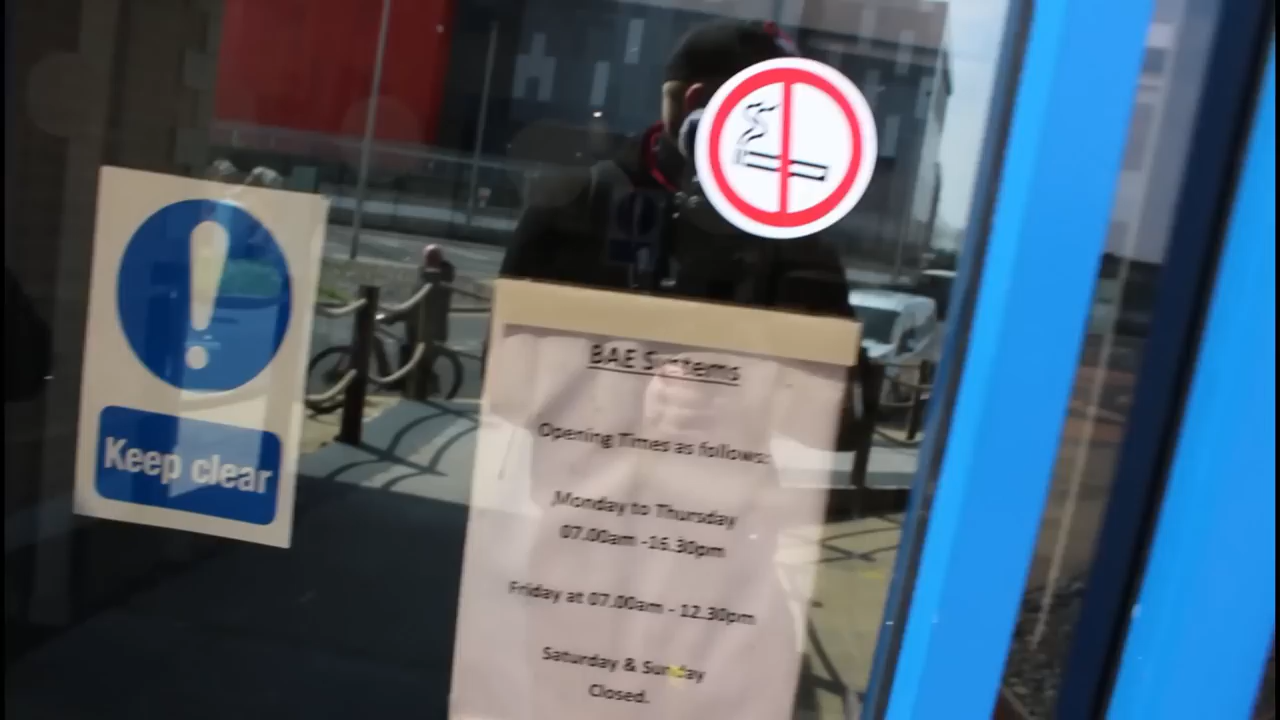 Keep clear
BAE Systems
Opening Times as follows:
Monday to Thursday
07.00am -16.30pm
Friday at 07.00am - 12.30pm
Saturday & Sunday
Closed.